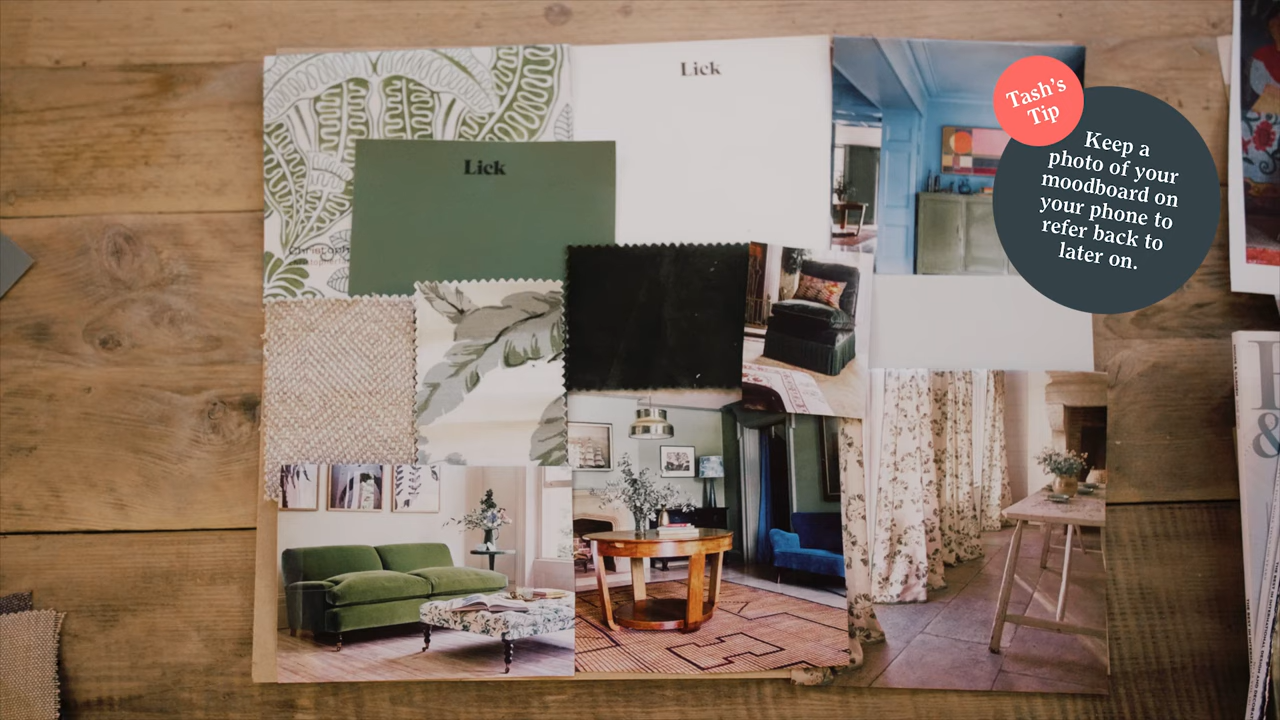 Lick
Lick
Tash's
Tip
Keep a
photo of your
moodboard on
your phone to
refer back to
later on.